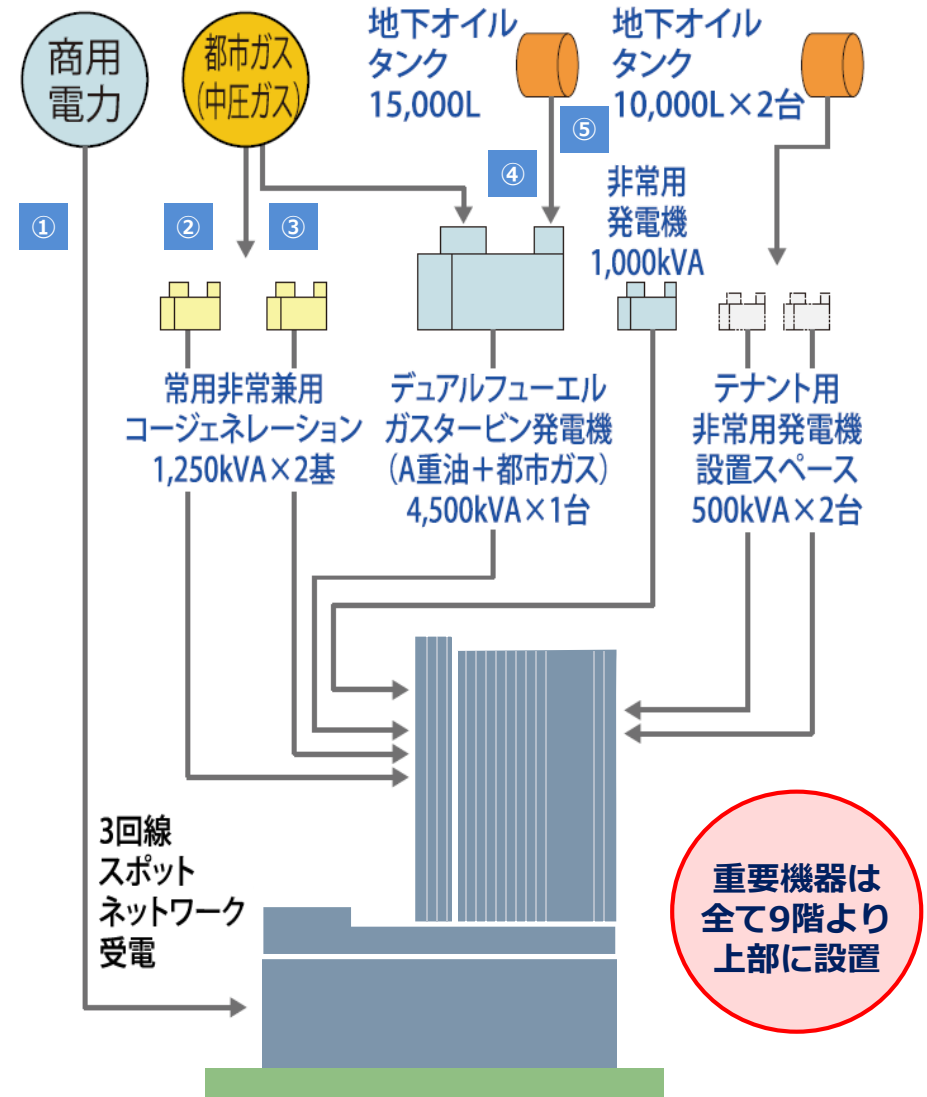 商用
電力
都市ガス
(中圧ガス)
地下オイル
タンク
15,000L
地下オイル
タンク
10,000L×2台
①
②
③
④
⑤
非常用
発電機
1,000kVA
常用非常兼用
コージェネレーション
1,250kVA×2基
デュアルフューエル
ガスタービン発電機
(A重油＋都市ガス)
4,500kVA×1台
テナント用
非常用発電機
設置スペース
500kVA×2台
3回線
スポット
ネットワーク
受電
重要機器は
全て9階より
上部に設置